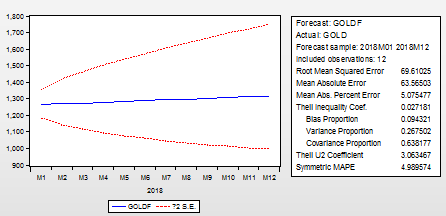 1,800
1,700
1,600
1,500
1,400
1,300
1,200
1,100
1,000
900
M1 M2 M3 M4 M5 M6 M7 M8 M9 M10 M11 M12
2018
GOLDF ?2 S.E.
Forecast: GOLDF
Actual: GOLD
Forecast sample: 2018M01 2018M12
Included observations: 12
Root Mean Squared Error 69.61025
Mean Absolute Error 63.56503
Mean Abs. Percent Error 5.075477
Theil Inequality Coef. 0.027181
Bias Proportion 0.094321
Variance Proportion 0.267502
Covariance Proportion 0.638177
Theil U2 Coefficient 3.063467
Symmetric MAPE 4.989574